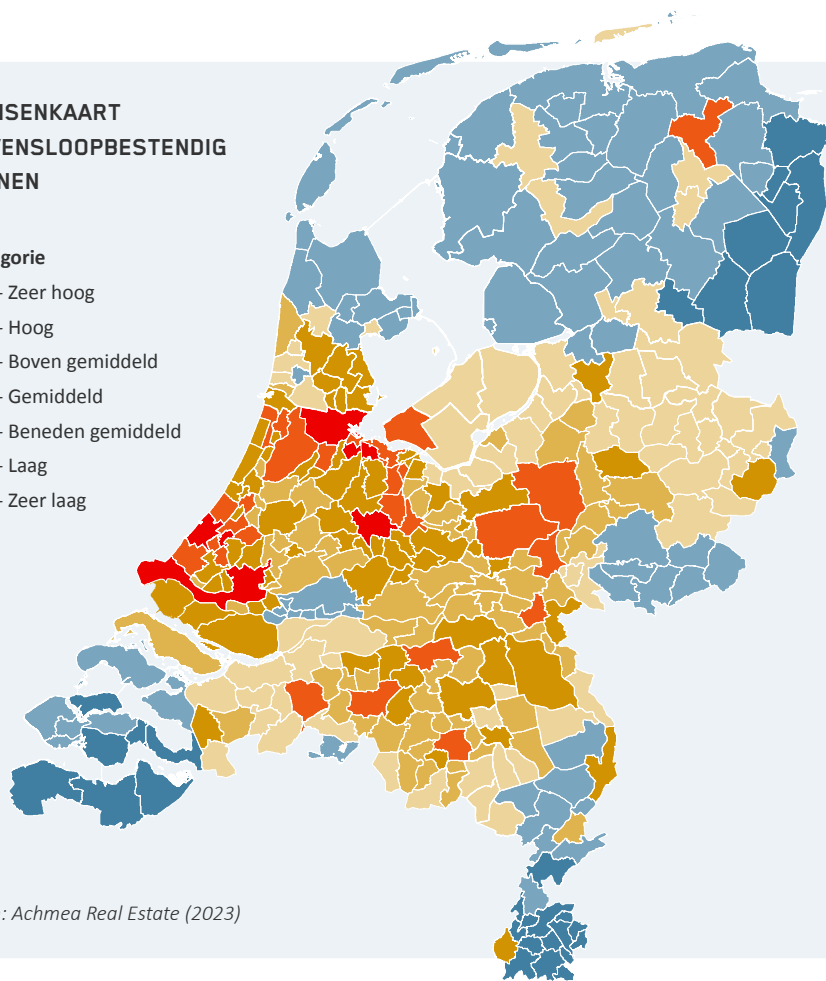 ISENKAART
ENSLOOPBESTENDIG
NEN
gorie
- Zeer hoog
- Hoog
- Boven gemiddeld
- Gemiddeld
- Beneden gemiddeld
- Laag
- Zeer laag
: Achmea Real Estate (2023)